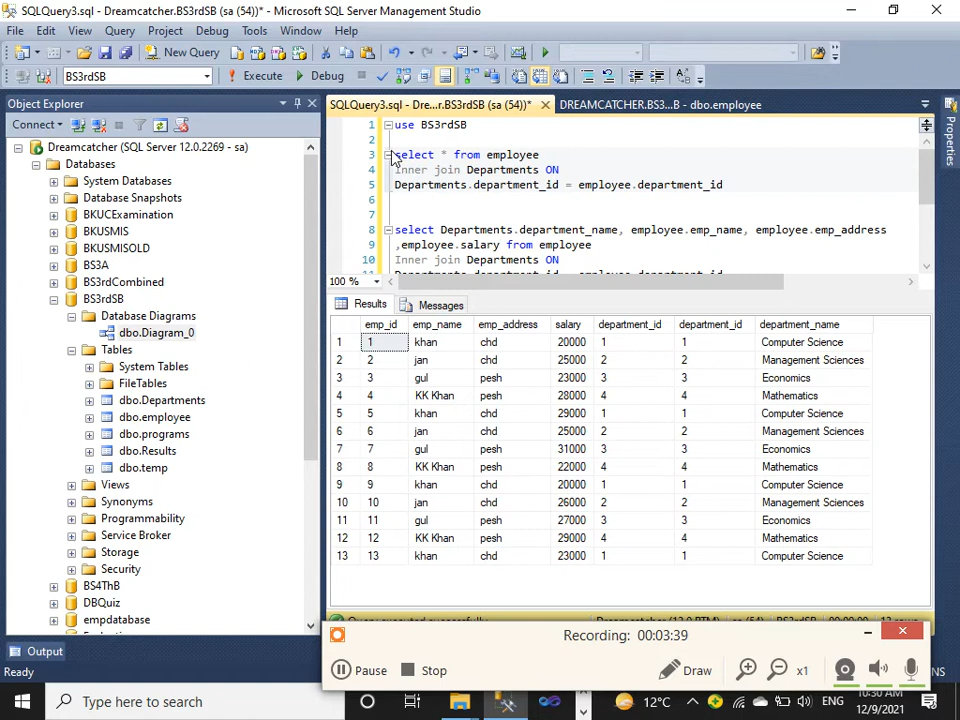 SQLQuery3.sql - Dreamcatcher.BS3rdSB (sa (54))* - Microsoft SQL Server Management Studio
File Edit View Query Project Debug Tools Window Help
New Query
BS3rdSB Execute Debug
Object Explorer
Connect
Dreamcatcher (SQL Server 12.0.2269 - sa)
Databases
System Databases
Database Snapshots
BKUCExamination
BKUSMIS
BKUSMISOLD
BS3A
BS3rdCombined
BS3rdSB
Database Diagrams
dbo.Diagram_0
Tables
System Tables
FileTables
dbo.Departments
dbo.employee
dbo.programs
dbo.Results
dbo.temp
Views
Synonyms
Programmability
Service Broker
Storage
Security
BS4ThB
DBQuiz
empdatabase
SQLQuery3.sql - Dre...r.BS3rdSB (sa (54))* DREAMCATCHER.BS3...B - dbo.employee
1 use BS3rdSB
2
3 select * from employee
4 Inner join Departments ON
5 Departments.department_id = employee.department_id
6
7
8 select Departments.department_name, employee.emp_name, employee.emp_address
9 ,employee.salary from employee
10 Inner join Departments ON
100 %
Results Messages
emp_id emp_name emp_address salary department_id department_id department_name
1 1 khan chd 20000 1 1 Computer Science
2 2 jan chd 25000 2 2 Management Sciences
3 3 gul pesh 23000 3 3 Economics
4 4 KK Khan pesh 28000 4 4 Mathematics
5 5 khan chd 29000 1 1 Computer Science
6 6 jan chd 25000 2 2 Management Sciences
7 7 gul pesh 31000 3 3 Economics
8 8 KK Khan pesh 22000 4 4 Mathematics
9 9 khan chd 20000 1 1 Computer Science
10 10 jan chd 26000 2 2 Management Sciences
11 11 gul pesh 27000 3 3 Economics
12 12 KK Khan pesh 29000 4 4 Mathematics
13 13 khan chd 23000 1 1 Computer Science
Properties
Output
Ready
Recording: 00:03:39
Pause Stop Draw x1
NS
Type here to search
12°C ENG
10:30 AM
12/9/2021